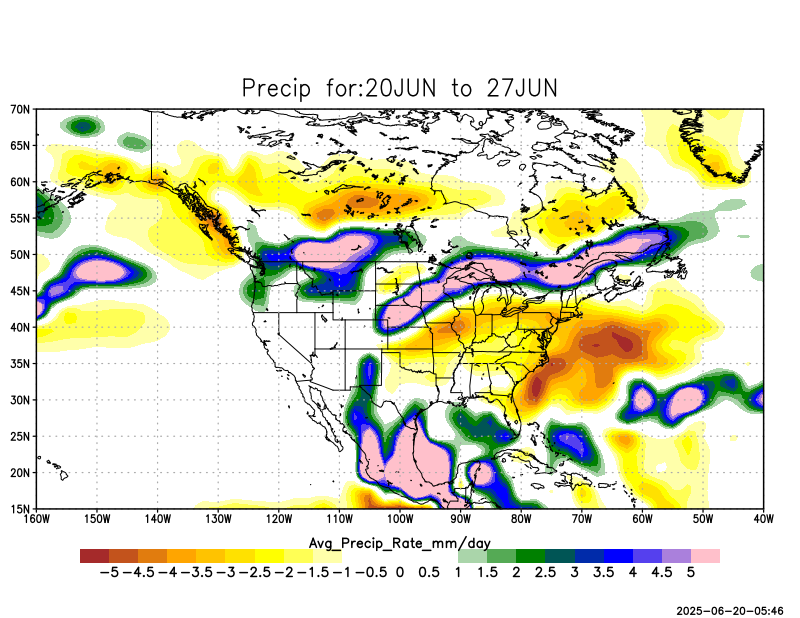 Precip for:20JUN to 27JUN
70N
65N
60N
55N
50N
45N
40N
35N
30N
25N
20N
15N
160W 150W 140W 130W 120W 110W 100W 90W 80W 70W 60W 50W 40W
Avg_Precip_Rate_mm/day
-5 -4.5 -4 -3.5 -3 -2.5 -2 -1.5 -1 -0.5 0 0.5 1 1.5 2 2.5 3 3.5 4 4.5 5
2025-06-20-05:46